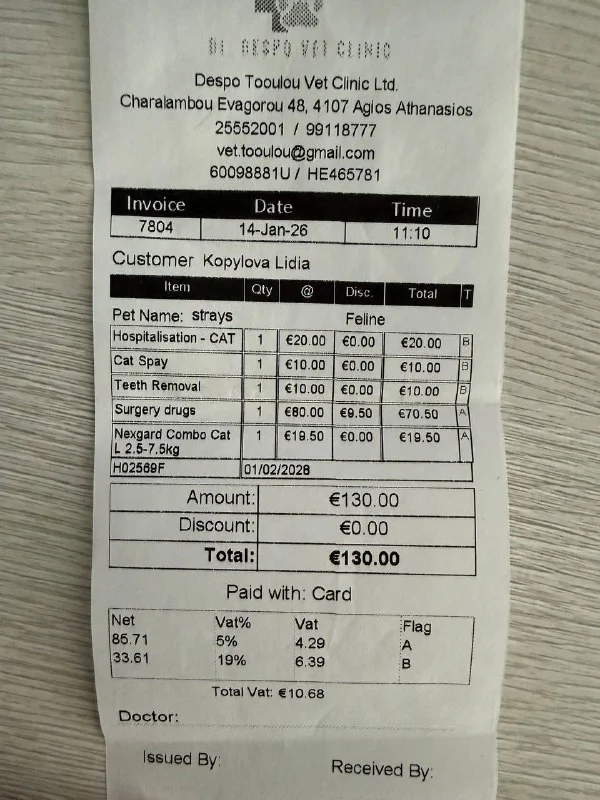 DR. DESPO VET CLINIC
Despo Tooulou Vet Clinic Ltd.
Charalambou Evagorou 48, 4107 Agios Athanasios
25552001 / 99118777
vet.tooulou@gmail.com
60098881U / HE465781
Invoice Date Time
7804 14-Jan-26 11:10
Customer Kopylova Lidia
Item Qty @ Disc. Total T
Pet Name: strays Feline
Hospitalisation - CAT 1 €20.00 €0.00 €20.00 B
Cat Spay 1 €10.00 €0.00 €10.00 B
Teeth Removal 1 €10.00 €0.00 €10.00 B
Surgery drugs 1 €80.00 €9.50 €70.50 A
Nexgard Combo Cat 1 €19.50 €0.00 €19.50 A
L 2.5-7.5kg
H02569F 01/02/2028
Amount: €130.00
Discount: €0.00
Total: €130.00
Paid with: Card
Net Vat% Vat Flag
85.71 5% 4.29 A
33.61 19% 6.39 B
Total Vat: €10.68
Doctor:
Issued By: Received By: